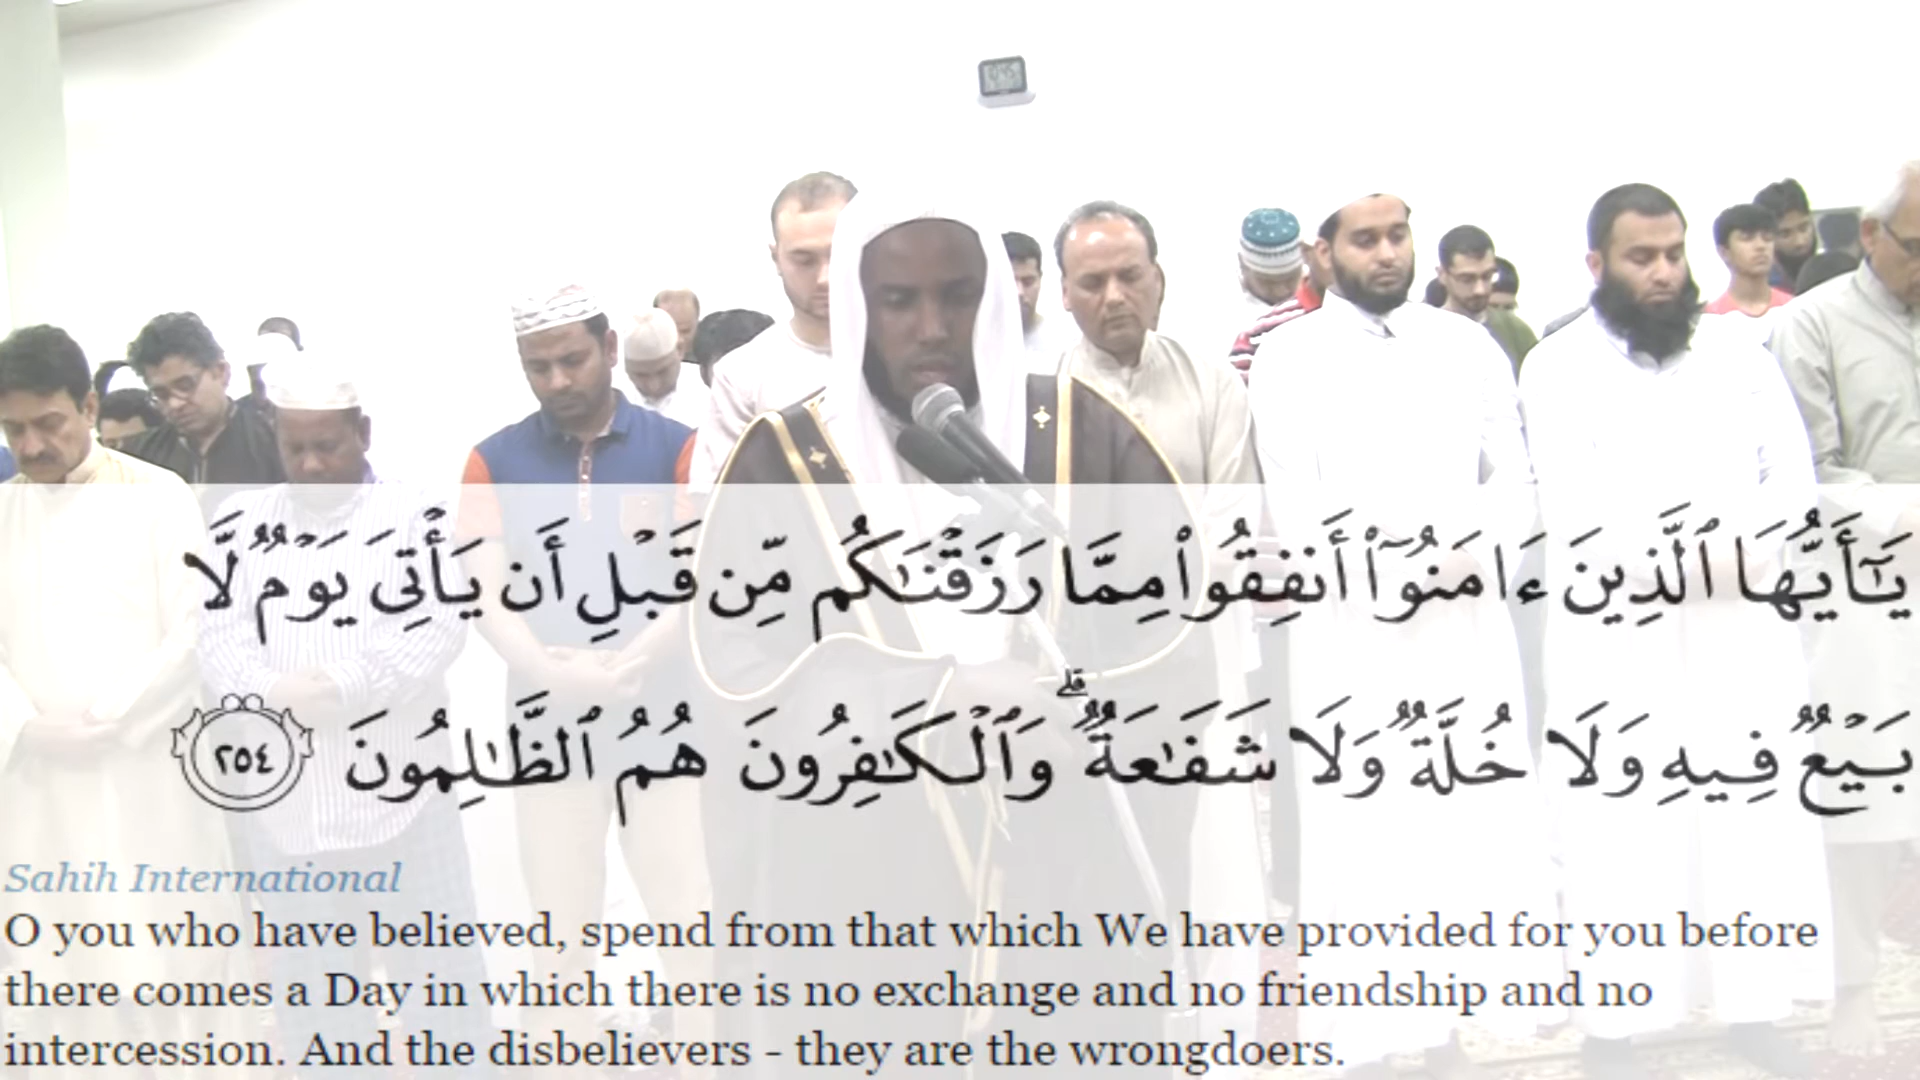 يَـٰٓأَيُّهَا ٱلَّذِينَ ءَامَنُوٓا۟ أَنفِقُوا۟ مِمَّا رَزَقْنَـٰكُم مِّن قَبْلِ أَن يَأْتِىَ يَوْمٌ لَّا
بَيْعٌ فِيهِ وَلَا خُلَّةٌ وَلَا شَفَـٰعَةٌ ۗ وَٱلْكَـٰفِرُونَ هُمُ ٱلظَّـٰلِمُونَ ٢٥٤
Sahih International
O you who have believed, spend from that which We have provided for you before
there comes a Day in which there is no exchange and no friendship and no
intercession. And the disbelievers - they are the wrongdoers.